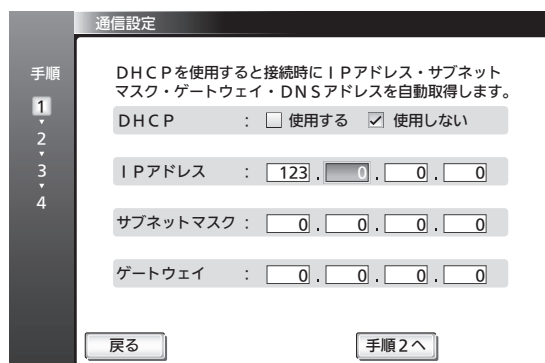 通信設定
手順
1
2
3
4
DHCPを使用すると接続時にIPアドレス・サブネット
マスク・ゲートウェイ・DNSアドレスを自動取得します。
DHCP : 使用する 使用しない
IPアドレス : 123 . 0 . 0 . 0
サブネットマスク : 0 . 0 . 0 . 0
ゲートウェイ : 0 . 0 . 0 . 0
戻る 手順2へ